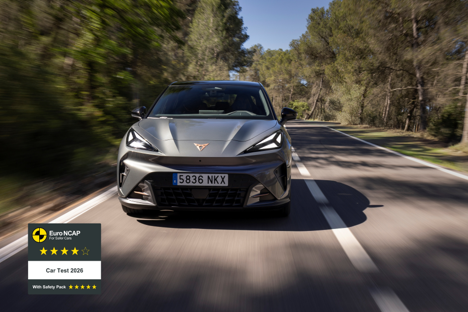 5836 NKX
Euro NCAP
For Safer Cars
Car Test 2026
With Safety Pack